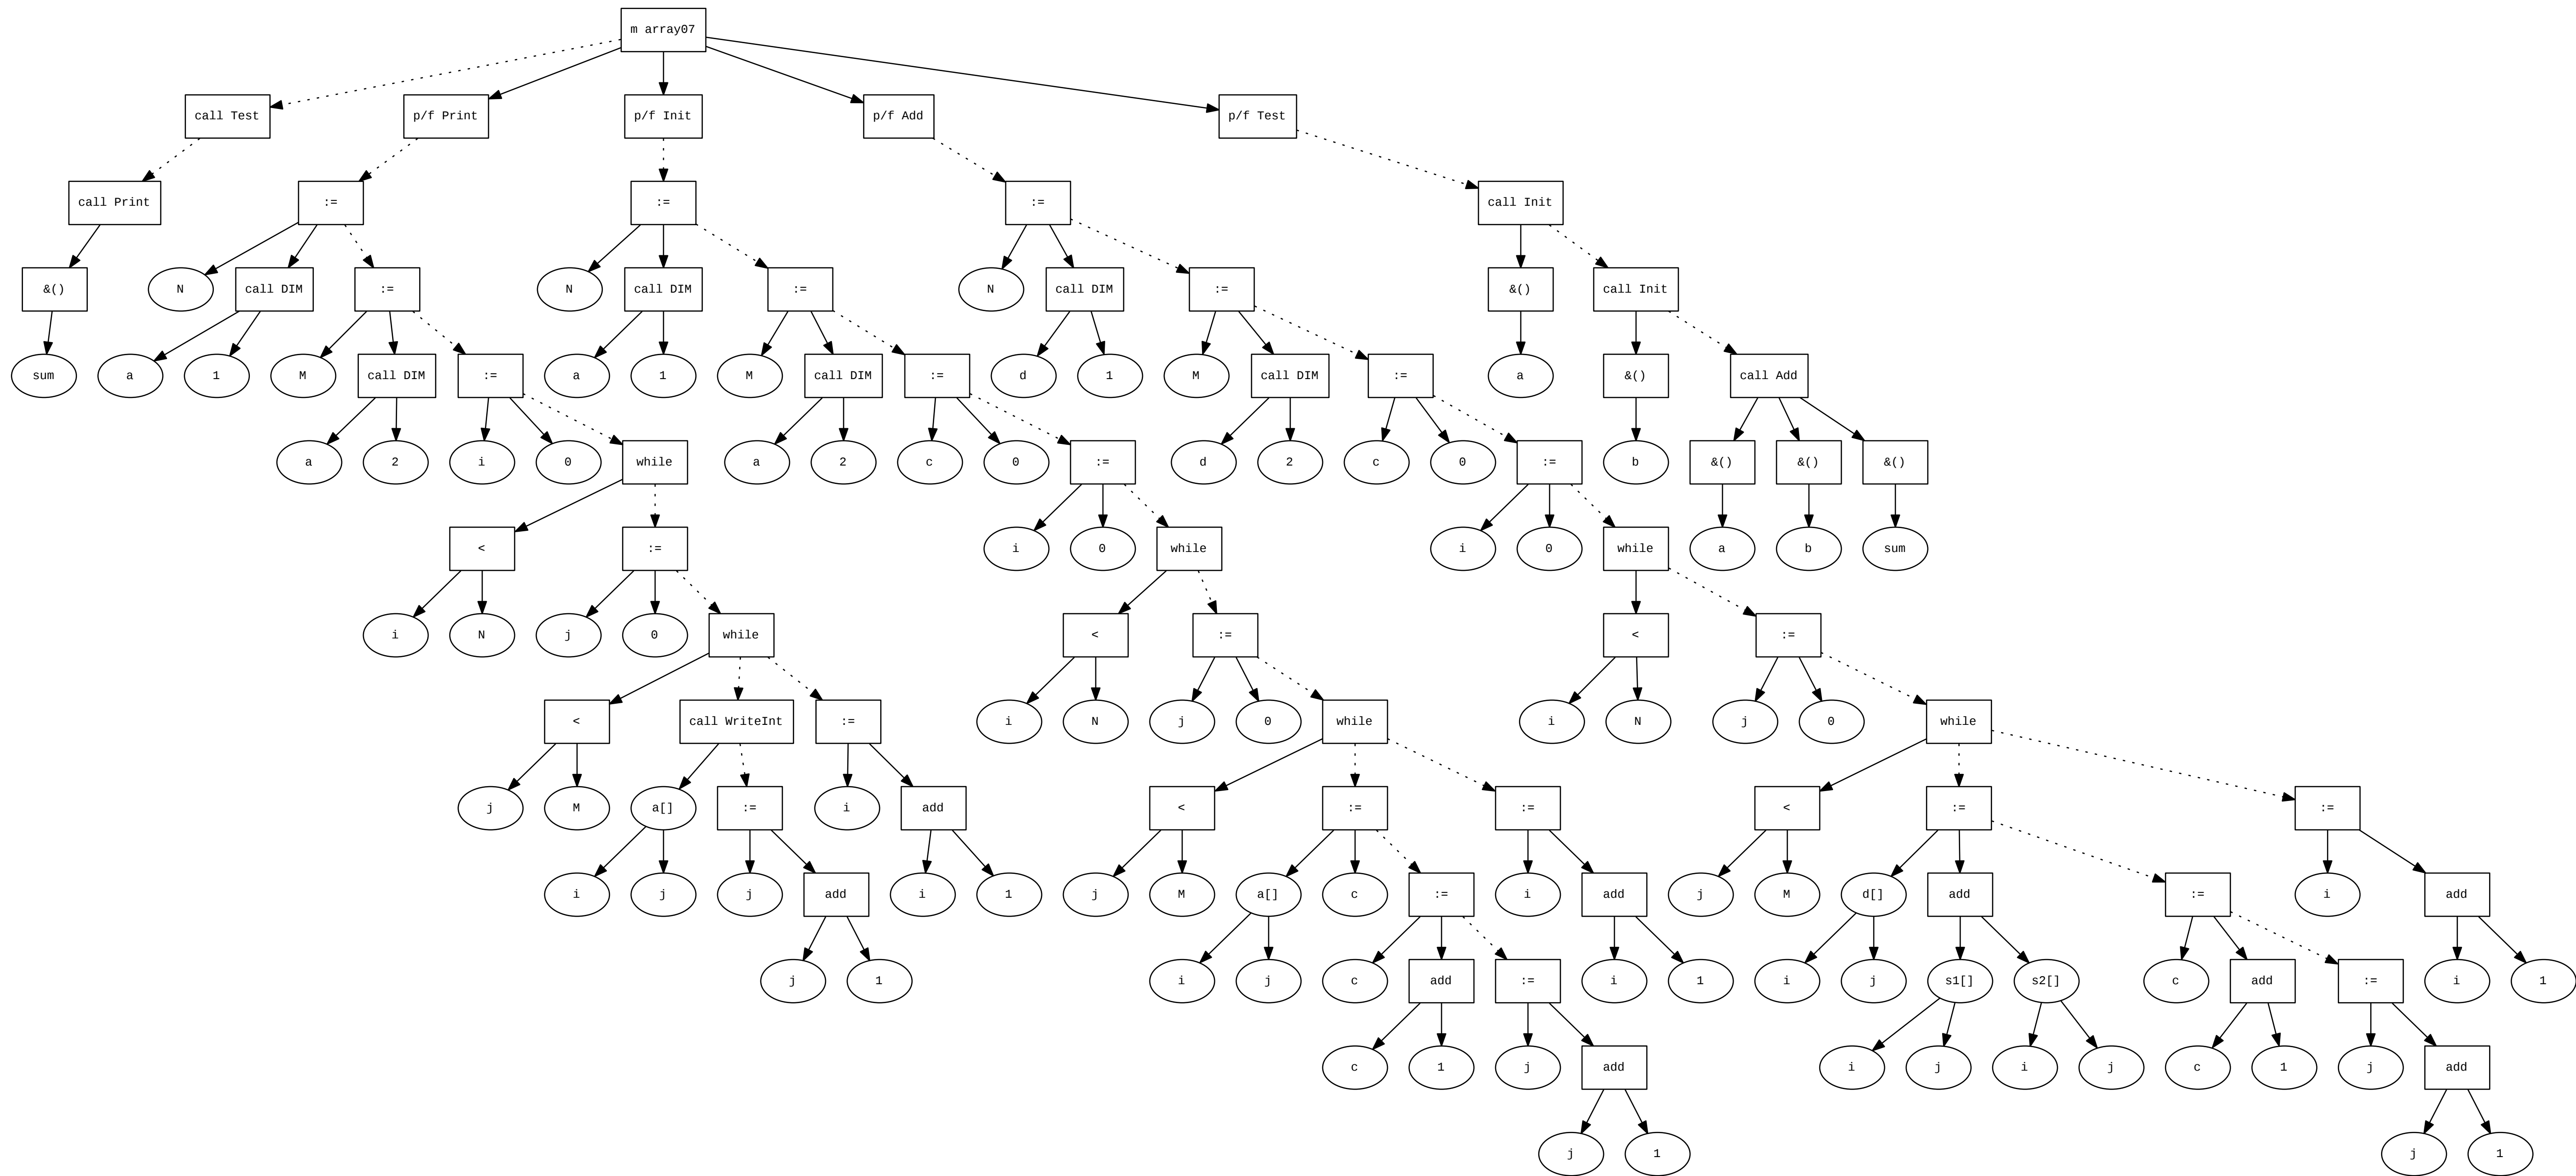 m array07
call Test
p/f Print
p/f Init
p/f Add
p/f Test
call Print
:=
:=
:=
call Init
&()
N
call DIM
:=
N
call DIM
:=
N
call DIM
:=
&()
call Init
sum
a
1
M
call DIM
:=
a
1
M
call DIM
:=
d
1
M
call DIM
:=
a
&()
call Add
a
2
i
0
while
a
2
c
0
:=
d
2
c
0
:=
b
&()
&()
&()
<
:=
i
0
while
i
0
while
a
b
sum
i
N
j
0
while
<
:=
<
:=
<
call WriteInt
:=
i
N
j
0
while
i
N
j
0
while
j
M
a[]
:=
i
add
<
:=
:=
<
:=
:=
i
j
j
add
i
1
j
M
a[]
c
:=
i
add
j
M
d[]
add
:=
i
add
j
1
i
j
c
add
:=
i
1
i
j
s1[]
s2[]
c
add
:=
i
1
c
1
j
add
i
j
i
j
c
1
j
add
j
1
j
1